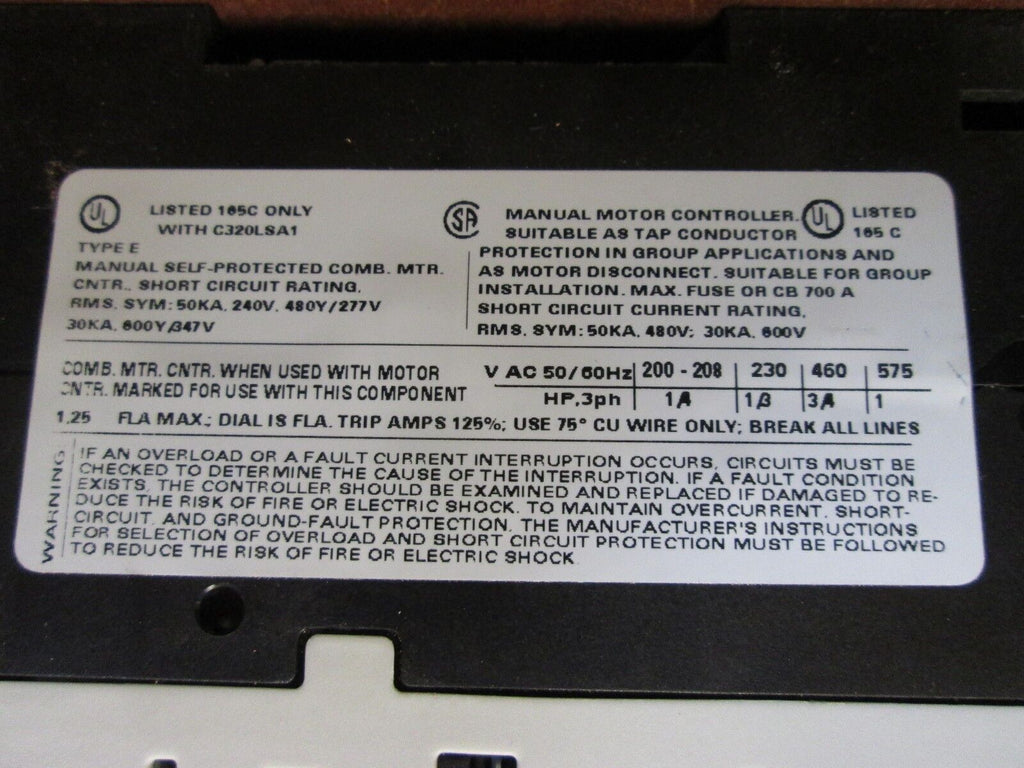 UL LISTED 165C ONLY
WITH C320LSA1
TYPE E
MANUAL SELF-PROTECTED COMB. MTR.
CNTR., SHORT CIRCUIT RATING,
RMS. SYM: 50KA, 240V, 480Y/277V
30KA, 600Y/347V
SA MANUAL MOTOR CONTROLLER. UL LISTED
SUITABLE AS TAP CONDUCTOR 165 C
PROTECTION IN GROUP APPLICATIONS AND
AS MOTOR DISCONNECT. SUITABLE FOR GROUP
INSTALLATION. MAX. FUSE OR CB 700 A
SHORT CIRCUIT CURRENT RATING,
RMS. SYM: 50KA, 480V; 30KA, 600V
COMB. MTR. CNTR. WHEN USED WITH MOTOR
CNTR. MARKED FOR USE WITH THIS COMPONENT
V AC 50/60Hz 200 - 208 230 460 575
HP,3ph 1/4 1/3 3/4 1
1.25 FLA MAX.; DIAL IS FLA. TRIP AMPS 125%; USE 75° CU WIRE ONLY; BREAK ALL LINES
WARNING
IF AN OVERLOAD OR A FAULT CURRENT INTERRUPTION OCCURS, CIRCUITS MUST BE
CHECKED TO DETERMINE THE CAUSE OF THE INTERRUPTION. IF A FAULT CONDITION
EXISTS, THE CONTROLLER SHOULD BE EXAMINED AND REPLACED IF DAMAGED TO RE-
DUCE THE RISK OF FIRE OR ELECTRIC SHOCK. TO MAINTAIN OVERCURRENT, SHORT-
CIRCUIT, AND GROUND-FAULT PROTECTION, THE MANUFACTURER'S INSTRUCTIONS
FOR SELECTION OF OVERLOAD AND SHORT CIRCUIT PROTECTION MUST BE FOLLOWED
TO REDUCE THE RISK OF FIRE OR ELECTRIC SHOCK.